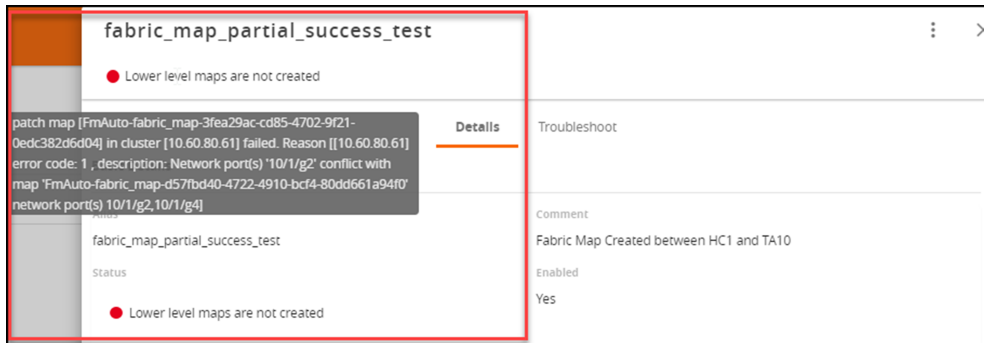 fabric_map_partial_success_test
Lower level maps are not created
patch map [FmAuto-fabric_map-3fea29ac-cd85-4702-9f21-
0edc382d6d04] in cluster [10.60.80.61] failed. Reason [[10.60.80.61]
error code: 1 , description: Network port(s) '10/1/g2' conflict with
map 'FmAuto-fabric_map-d57fbd40-4722-4910-bcf4-80dd661a94f0'
network port(s) 10/1/g2,10/1/g4]
Details
Troubleshoot
Alias
fabric_map_partial_success_test
Comment
Fabric Map Created between HC1 and TA10
Status
Lower level maps are not created
Enabled
Yes